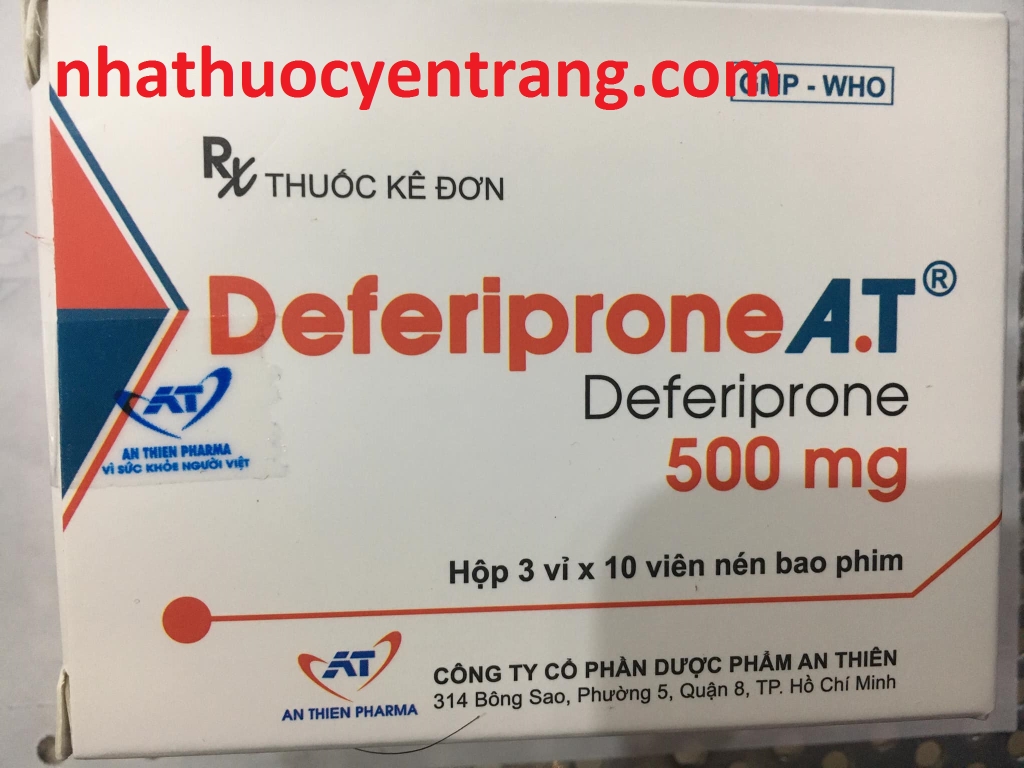 nhathuocyentrang.com
GMP - WHO
Rx THUỐC KÊ ĐƠN
Deferiprone A.T®
Deferiprone
500 mg
AT
AN THIEN PHARMA
VÌ SỨC KHỎE NGƯỜI VIỆT
Hộp 3 vỉ x 10 viên nén bao phim
AT
AN THIEN PHARMA
CÔNG TY CỔ PHẦN DƯỢC PHẨM AN THIÊN
314 Bông Sao, Phường 5, Quận 8, TP. Hồ Chí Minh